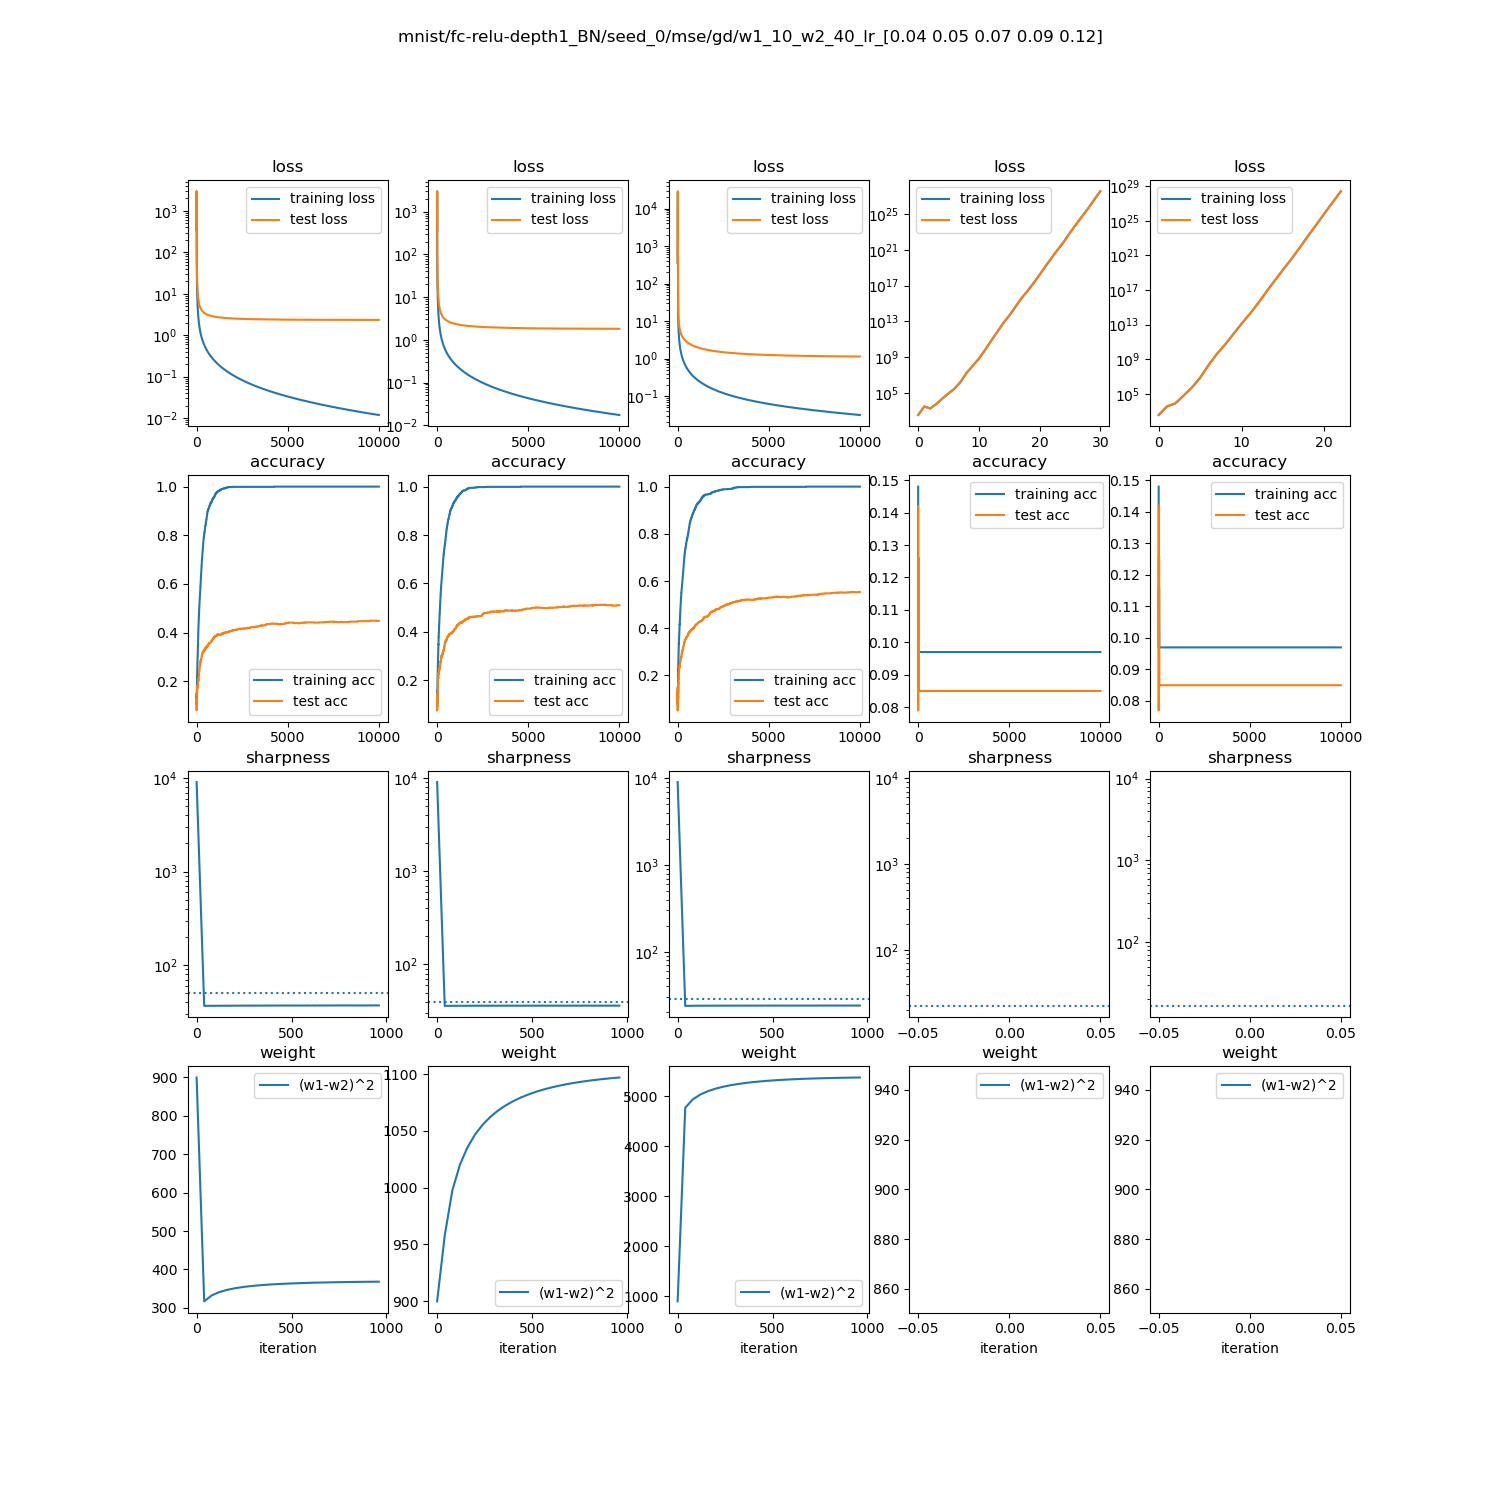 mnist/fc-relu-depth1_BN/seed_0/mse/gd/w1_10_w2_40_lr_[0.04 0.05 0.07 0.09 0.12]
loss loss loss loss loss
training loss
test loss
training loss
test loss
training loss
test loss
training loss
test loss
training loss
test loss
10^3
10^2
10^1
10^0
10^-1
10^-2
10^3
10^2
10^1
10^0
10^-1
10^-2
10^4
10^3
10^2
10^1
10^0
10^-1
10^25
10^21
10^17
10^13
10^9
10^5
10^29
10^25
10^21
10^17
10^13
10^9
10^5
0 5000 10000 0 5000 10000 0 5000 10000 0 10 20 30 0 10 20
accuracy accuracy accuracy accuracy accuracy
1.0
0.8
0.6
0.4
0.2
training acc
test acc
1.0
0.8
0.6
0.4
0.2
training acc
test acc
1.0
0.8
0.6
0.4
0.2
training acc
test acc
0.15
0.14
0.13
0.12
0.11
0.10
0.09
0.08
training acc
test acc
0.15
0.14
0.13
0.12
0.11
0.10
0.09
0.08
training acc
test acc
0 5000 10000 0 5000 10000 0 5000 10000 0 5000 10000 0 5000 10000
sharpness sharpness sharpness sharpness sharpness
10^4
10^3
10^2
10^4
10^3
10^2
10^4
10^3
10^2
10^4
10^3
10^2
10^4
10^3
10^2
0 500 1000 0 500 1000 0 500 1000 −0.05 0.00 0.05 −0.05 0.00 0.05
weight weight weight weight weight
900
800
700
600
500
400
300
(w1-w2)^2
1100
1050
1000
950
900
(w1-w2)^2
5000
4000
3000
2000
1000
(w1-w2)^2
940
920
900
880
860
(w1-w2)^2
940
920
900
880
860
(w1-w2)^2
0 500 1000 0 500 1000 0 500 1000 −0.05 0.00 0.05 −0.05 0.00 0.05
iteration iteration iteration iteration iteration